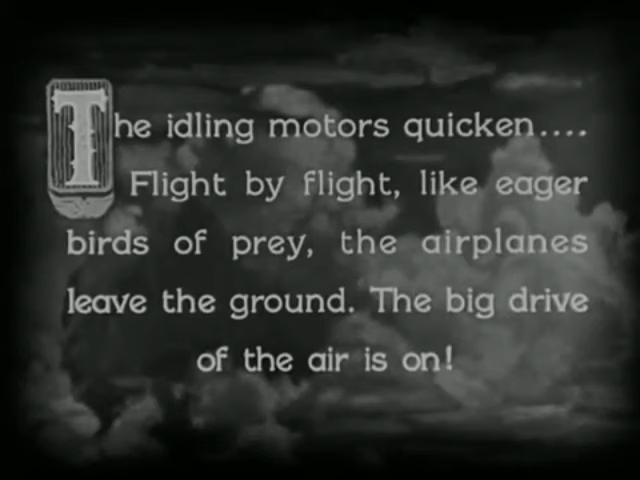 The idling motors quicken....
Flight by flight, like eager
birds of prey, the airplanes
leave the ground. The big drive
of the air is on!